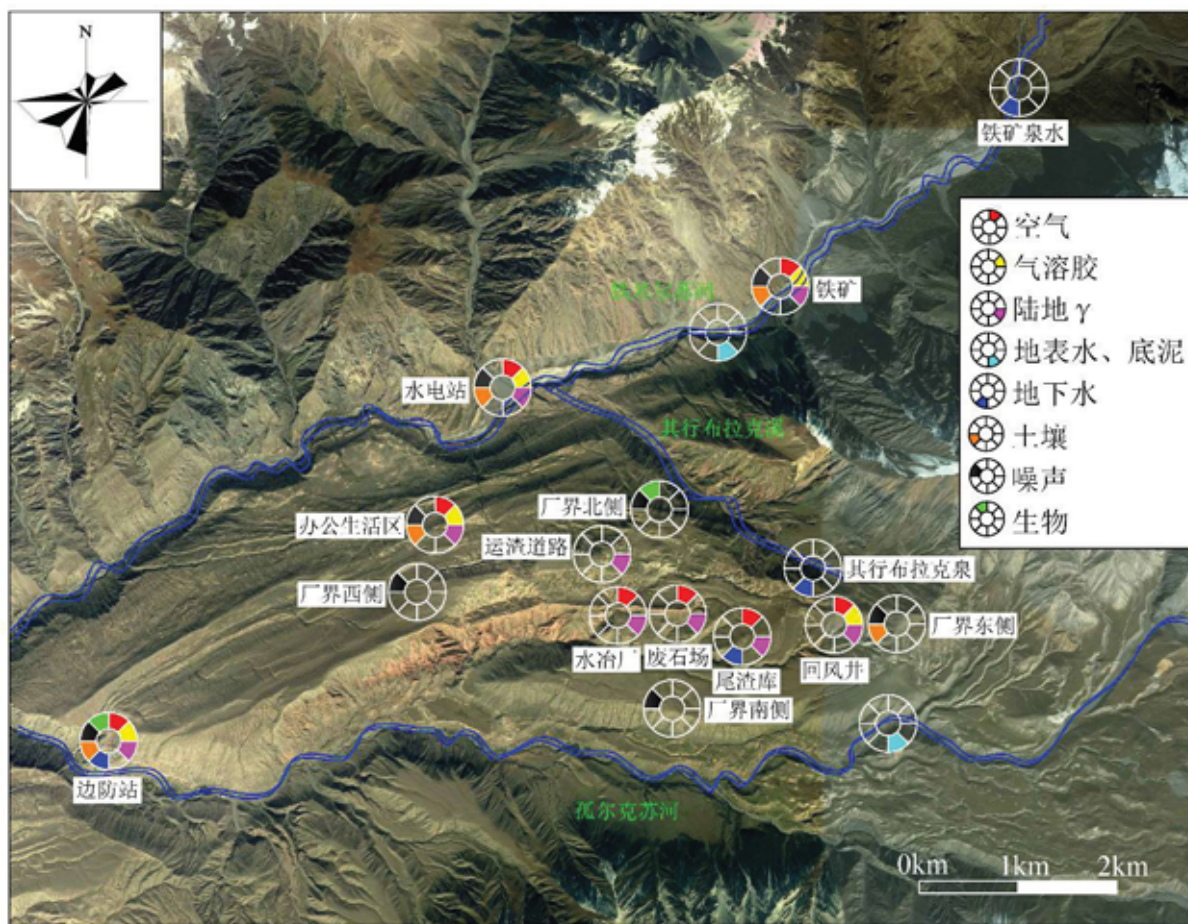 N
铁矿泉水
空气
气溶胶
陆地 γ
地表水、底泥
地下水
土壤
噪声
生物
铁矿
水电站
其行布拉克溪
厂界北侧
办公生活区
运渣道路
其行布拉克泉
厂界西侧
厂界东侧
水冶厂
废石场
尾渣库
回风井
厂界南侧
边防站
孤尔克苏河
0km
1km
2km